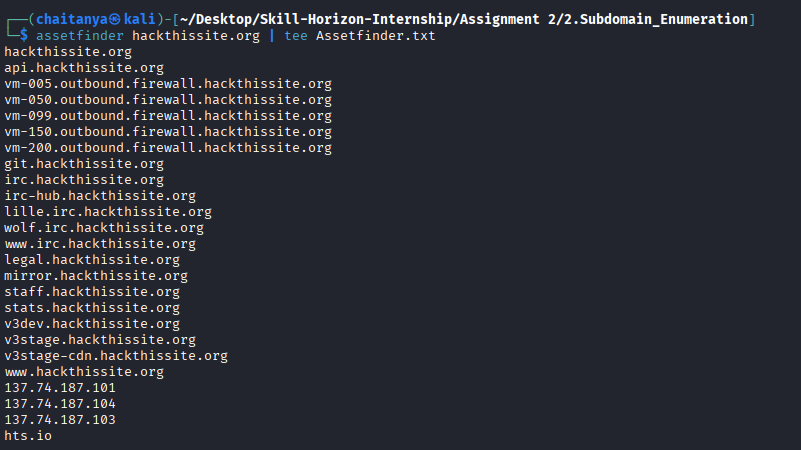 ┌──(chaitanya㉿kali)-[~/Desktop/Skill-Horizon-Internship/Assignment 2/2.Subdomain_Enumeration]
└─$ assetfinder hackthissite.org | tee Assetfinder.txt
hackthissite.org
api.hackthissite.org
vm-005.outbound.firewall.hackthissite.org
vm-050.outbound.firewall.hackthissite.org
vm-099.outbound.firewall.hackthissite.org
vm-150.outbound.firewall.hackthissite.org
vm-200.outbound.firewall.hackthissite.org
git.hackthissite.org
irc.hackthissite.org
irc-hub.hackthissite.org
lille.irc.hackthissite.org
wolf.irc.hackthissite.org
www.irc.hackthissite.org
legal.hackthissite.org
mirror.hackthissite.org
staff.hackthissite.org
stats.hackthissite.org
v3dev.hackthissite.org
v3stage.hackthissite.org
v3stage-cdn.hackthissite.org
www.hackthissite.org
137.74.187.101
137.74.187.104
137.74.187.103
hts.io